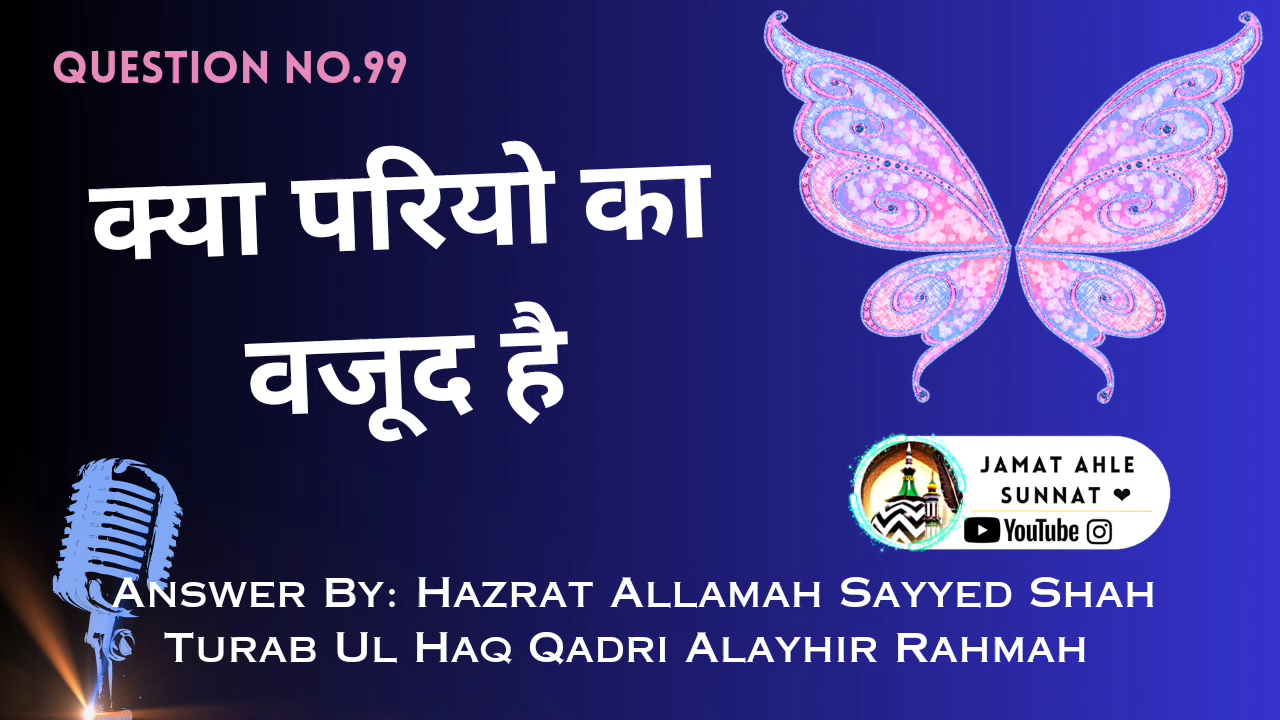 QUESTION NO.99
क्या परियो का
वजूद है
JAMAT AHLE
SUNNAT ❤
YouTube
ANSWER BY: HAZRAT ALLAMAH SAYYED SHAH
TURAB UL HAQ QADRI ALAYHIR RAHMAH